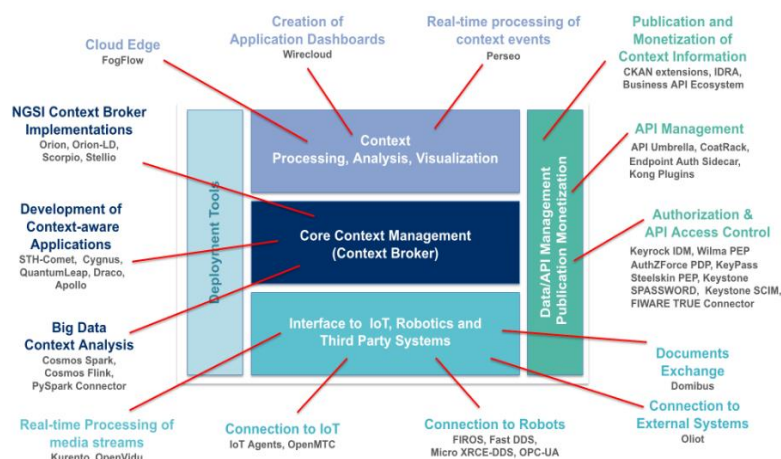 Cloud Edge
FogFlow
Creation of
Application Dashboards
Wirecloud
Real-time processing of
context events
Perseo
Publication and
Monetization of
Context Information
CKAN extensions, IDRA,
Business API Ecosystem
NGSI Context Broker
Implementations
Orion, Orion-LD,
Scorpio, Stellio
Development of
Context-aware
Applications
STH-Comet, Cygnus,
QuantumLeap, Draco,
Apollo
Big Data
Context Analysis
Cosmos Spark,
Cosmos Flink,
PySpark Connector
Deployment Tools
Context
Processing, Analysis, Visualization
Core Context Management
(Context Broker)
Interface to IoT, Robotics and
Third Party Systems
Data/API Management
Publication Monetization
API Management
API Umbrella, CoatRack,
Endpoint Auth Sidecar,
Kong Plugins
Authorization &
API Access Control
Keyrock IDM, Wilma PEP
AuthZForce PDP, KeyPass
Steelskin PEP, Keystone
SPASSWORD, Keystone SCIM,
FIWARE TRUE Connector
Documents
Exchange
Domibus
Real-time Processing of
media streams
Kurento, OpenVidu
Connection to IoT
IoT Agents, OpenMTC
Connection to Robots
FIROS, Fast DDS,
Micro XRCE-DDS, OPC-UA
Connection to
External Systems
Oliot